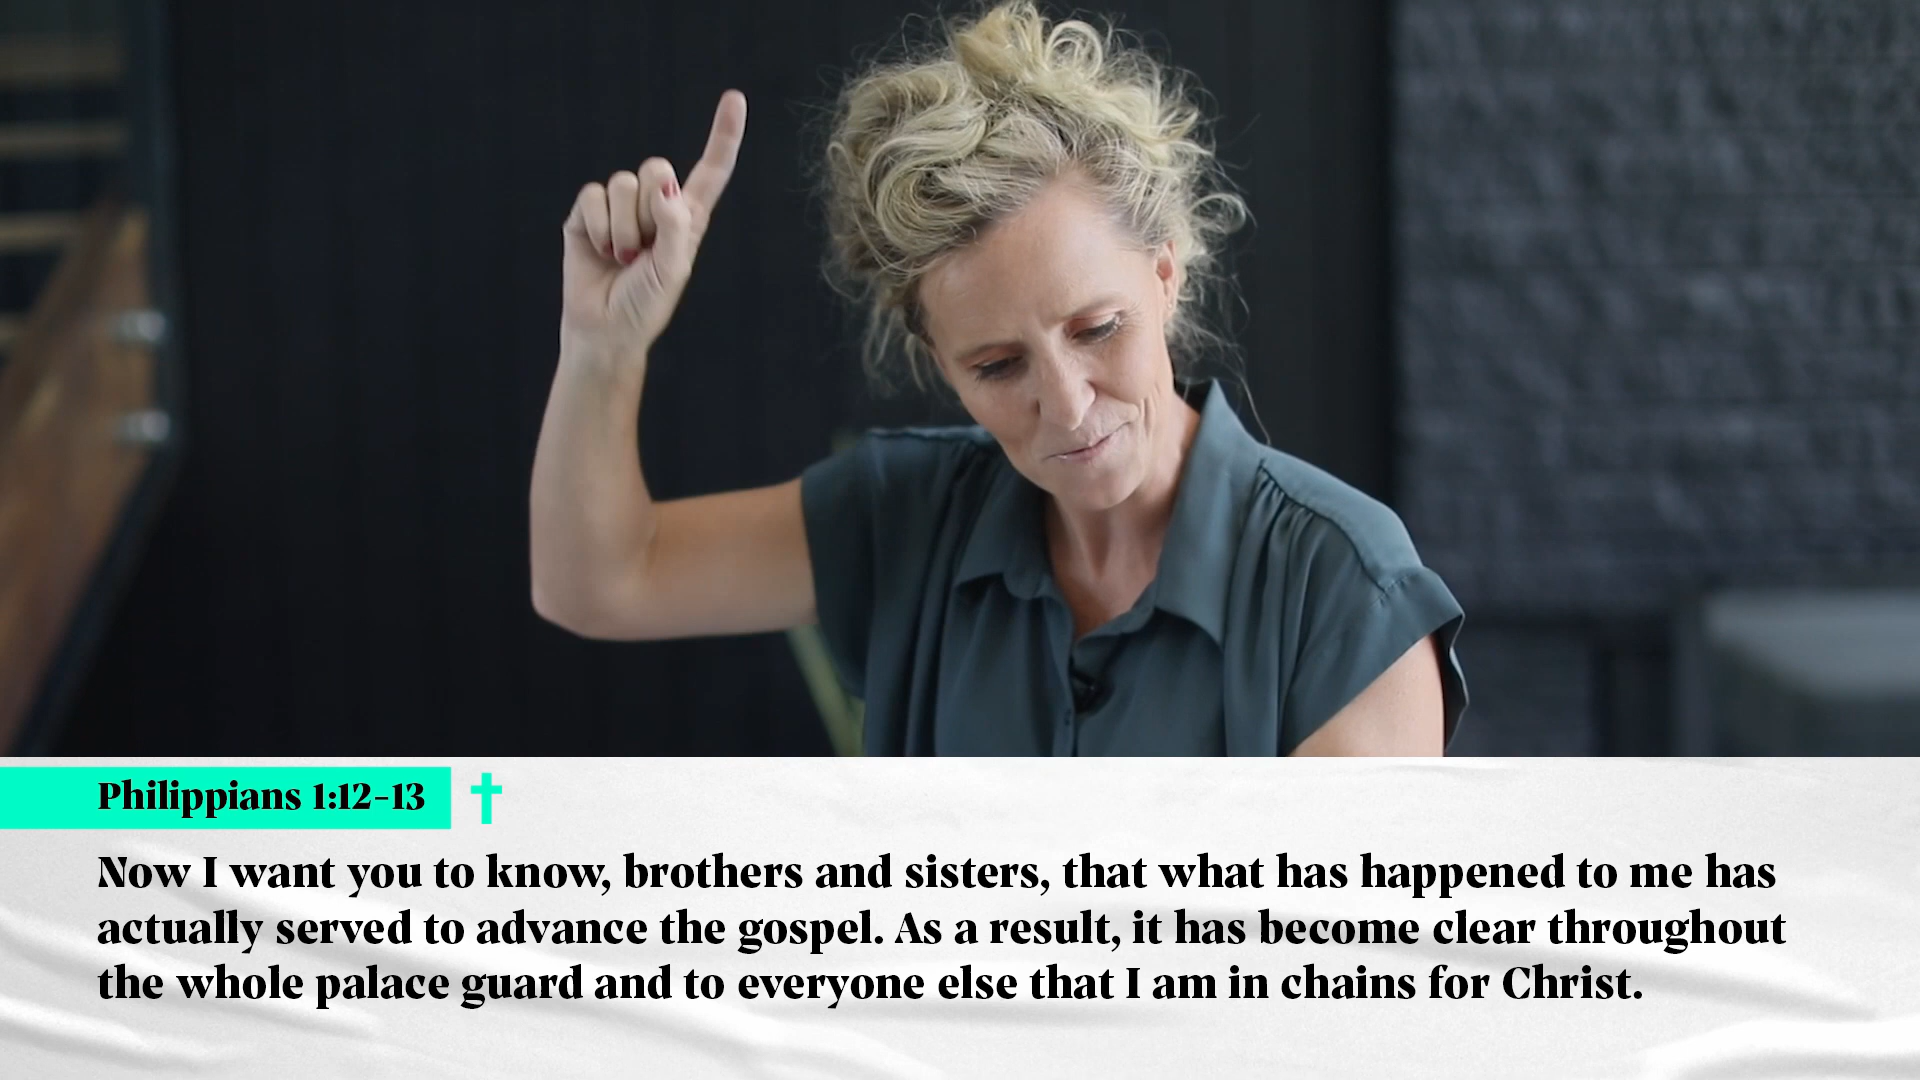 Philippians 1:12-13
Now I want you to know, brothers and sisters, that what has happened to me has
actually served to advance the gospel. As a result, it has become clear throughout
the whole palace guard and to everyone else that I am in chains for Christ.